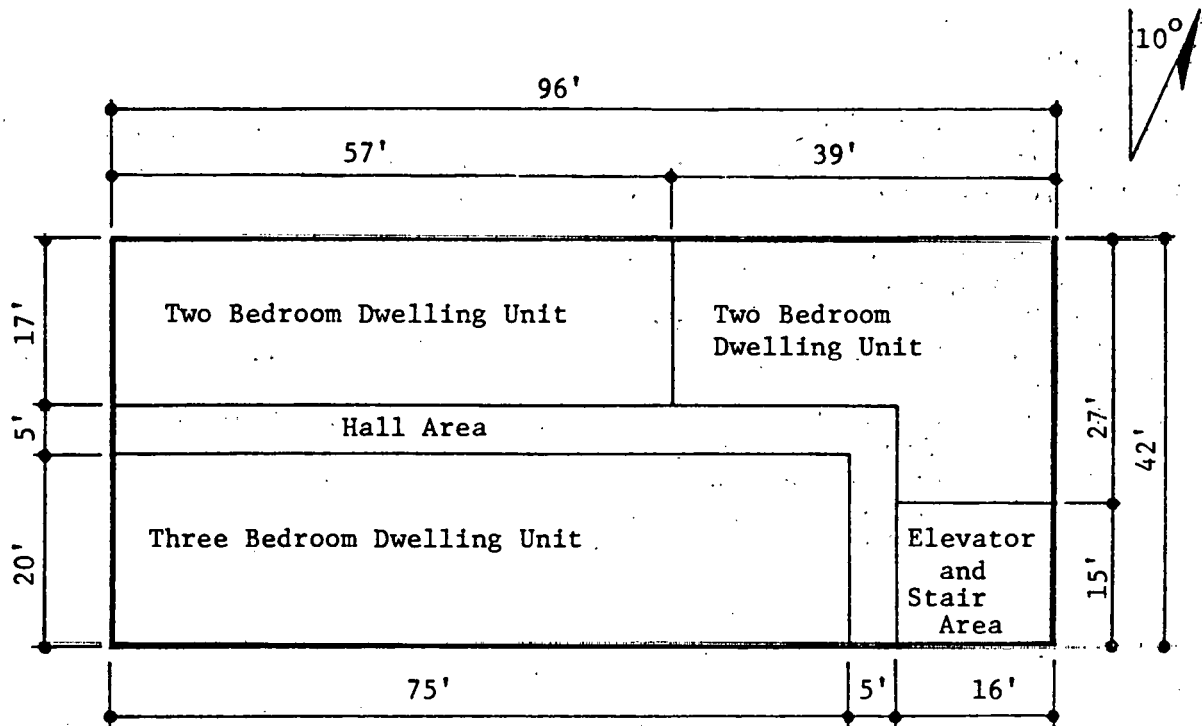 10°
96'
57'
39'
17'
Two Bedroom Dwelling Unit
Two Bedroom
Dwelling Unit
5'
Hall Area
27'
42'
20'
Three Bedroom Dwelling Unit
Elevator
and
Stair
Area
15'
75'
5'
16'